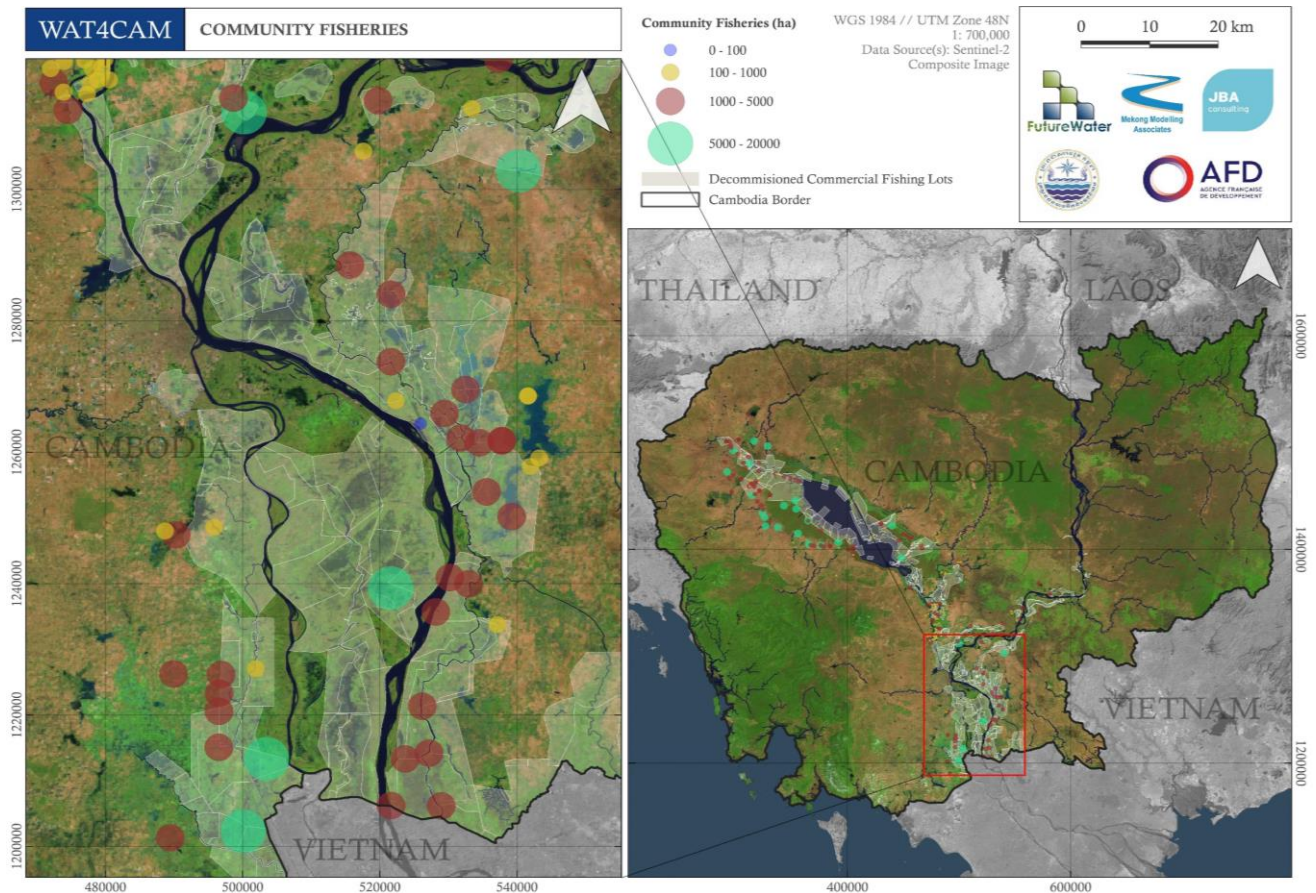 WAT4CAM
COMMUNITY FISHERIES
Community Fisheries (ha)
0 - 100
100 - 1000
1000 - 5000
5000 - 20000
Decommisioned Commercial Fishing Lots
Cambodia Border
WGS 1984 // UTM Zone 48N
1: 700,000
Data Source(s): Sentinel-2
Composite Image
0 10 20 km
FutureWater
Mekong Modelling
Associates
JBA
consulting
AFD
AGENCE FRANÇAISE
DE DÉVELOPPEMENT
1300000
1280000
1260000
1240000
1220000
1200000
CAMBODIA
VIETNAM
480000 500000 520000 540000
THAILAND
LAOS
CAMBODIA
VIETNAM
1600000
1400000
1200000
400000 600000